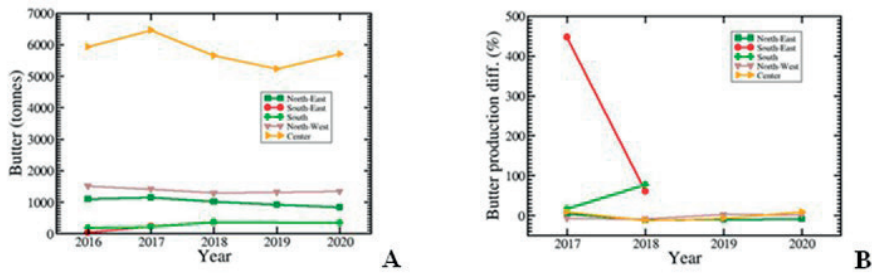 7000
6000
5000
4000
3000
2000
1000
0
Butter (tonnes)
North-East
South-East
South
North-West
Center
2016 2017 2018 2019 2020
Year
A
500
400
300
200
100
0
Butter production diff. (%)
North-East
South-East
South
North-West
Center
2017 2018 2019 2020
Year
B